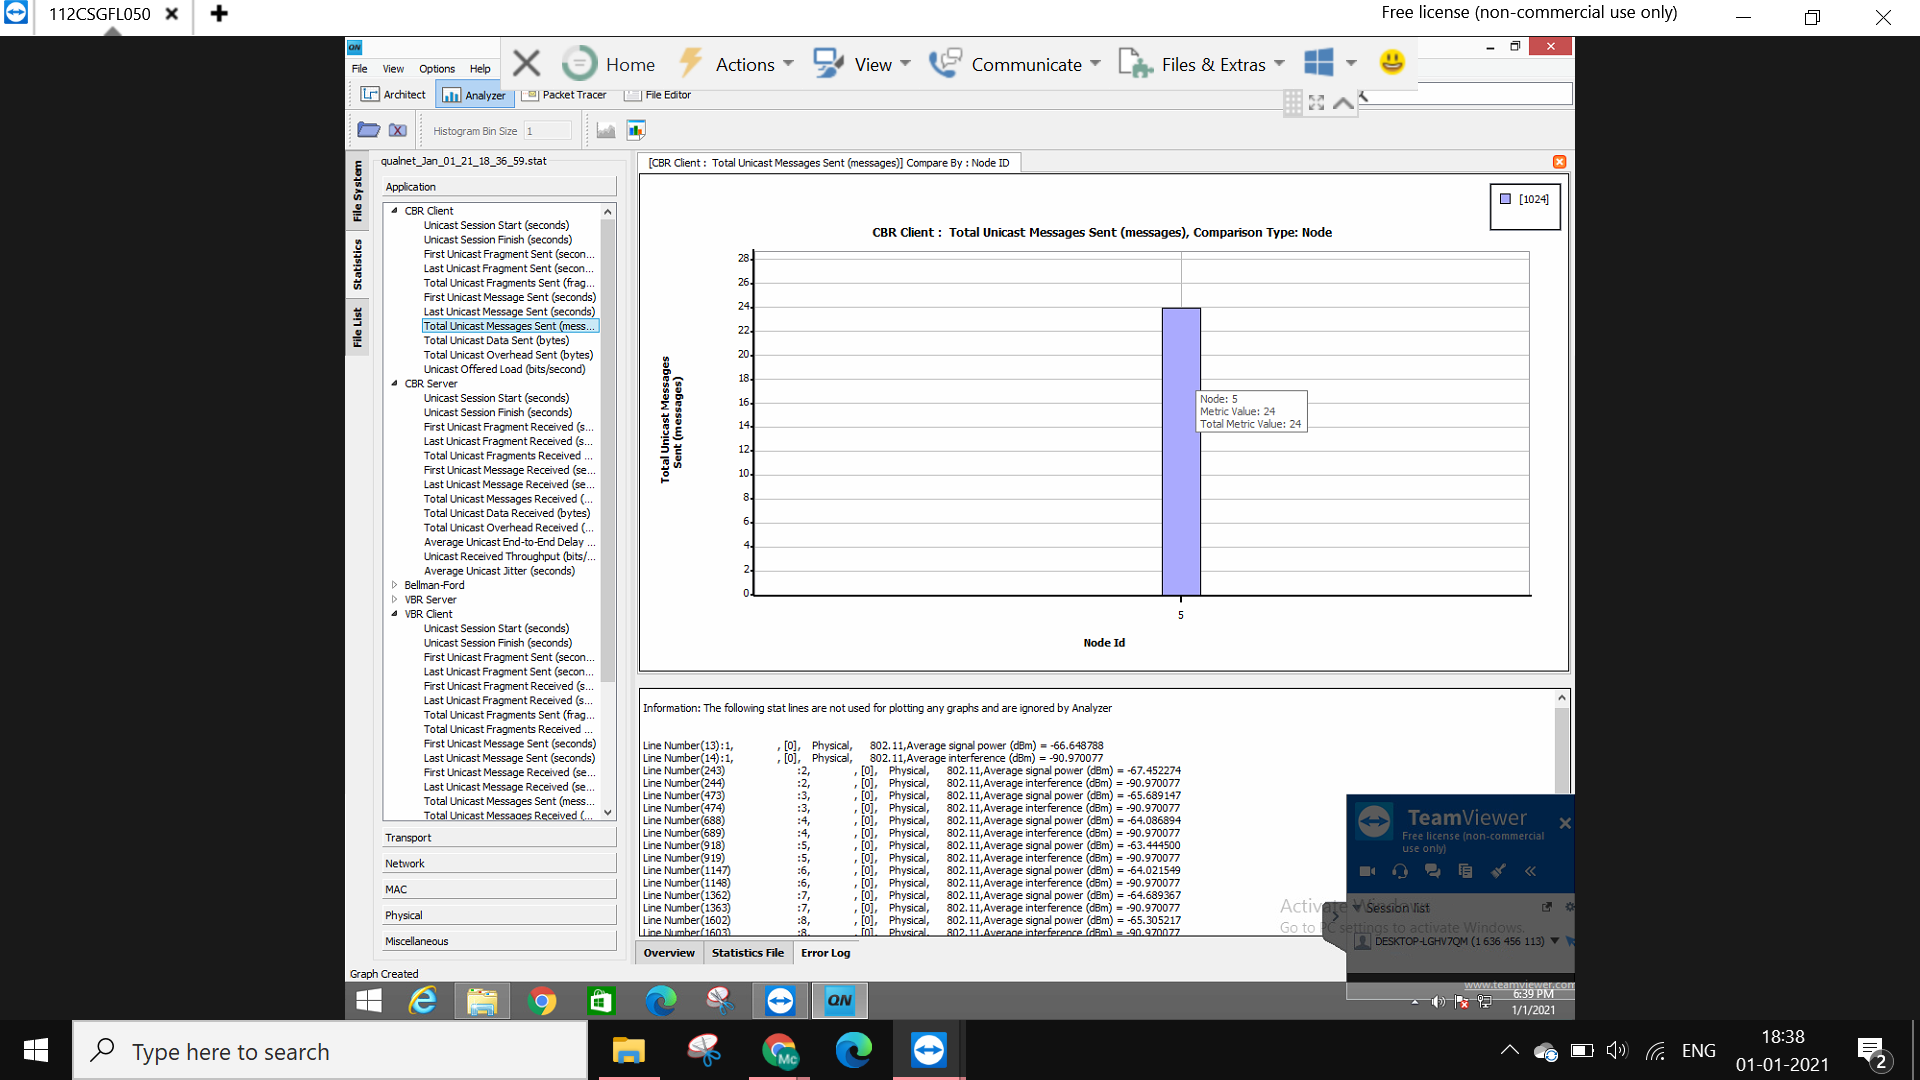 112CSGFL050
Free license (non-commercial use only)
QN
File View Options Help
Home Actions View Communicate Files & Extras
Architect Analyzer Packet Tracer File Editor
Histogram Bin Size 1
qualnet_Jan_01_21_18_36_59.stat
File System
Statistics
File List
Application
CBR Client
Unicast Session Start (seconds)
Unicast Session Finish (seconds)
First Unicast Fragment Sent (secon...
Last Unicast Fragment Sent (secon...
Total Unicast Fragments Sent (frag...
First Unicast Message Sent (seconds)
Last Unicast Message Sent (seconds)
Total Unicast Messages Sent (mess...
Total Unicast Data Sent (bytes)
Total Unicast Overhead Sent (bytes)
Unicast Offered Load (bits/second)
CBR Server
Unicast Session Start (seconds)
Unicast Session Finish (seconds)
First Unicast Fragment Received (s...
Last Unicast Fragment Received (s...
Total Unicast Fragments Received ...
First Unicast Message Received (se...
Last Unicast Message Received (se...
Total Unicast Messages Received (...
Total Unicast Data Received (bytes)
Total Unicast Overhead Received (...
Average Unicast End-to-End Delay ...
Unicast Received Throughput (bits/...
Average Unicast Jitter (seconds)
Bellman-Ford
VBR Server
VBR Client
Unicast Session Start (seconds)
Unicast Session Finish (seconds)
First Unicast Fragment Sent (secon...
Last Unicast Fragment Sent (secon...
First Unicast Fragment Received (s...
Last Unicast Fragment Received (s...
Total Unicast Fragments Sent (frag...
Total Unicast Fragments Received ...
First Unicast Message Sent (seconds)
Last Unicast Message Sent (seconds)
First Unicast Message Received (se...
Last Unicast Message Received (se...
Total Unicast Messages Sent (mess...
Total Unicast Messages Received (...
Transport
Network
MAC
Physical
Miscellaneous
Graph Created
[CBR Client : Total Unicast Messages Sent (messages)] Compare By : Node ID
[1024]
CBR Client : Total Unicast Messages Sent (messages), Comparison Type: Node
28
26
24
22
20
18
16
14
12
10
8
6
4
2
0
Total Unicast Messages
Sent (messages)
Node: 5
Metric Value: 24
Total Metric Value: 24
5
Node Id
Information: The following stat lines are not used for plotting any graphs and are ignored by Analyzer
Line Number(13):1, , [0], Physical, 802.11,Average signal power (dBm) = -66.648788
Line Number(14):1, , [0], Physical, 802.11,Average interference (dBm) = -90.970077
Line Number(243) :2, , [0], Physical, 802.11,Average signal power (dBm) = -67.452274
Line Number(244) :2, , [0], Physical, 802.11,Average interference (dBm) = -90.970077
Line Number(473) :3, , [0], Physical, 802.11,Average signal power (dBm) = -65.689147
Line Number(474) :3, , [0], Physical, 802.11,Average interference (dBm) = -90.970077
Line Number(688) :4, , [0], Physical, 802.11,Average signal power (dBm) = -64.086894
Line Number(689) :4, , [0], Physical, 802.11,Average interference (dBm) = -90.970077
Line Number(918) :5, , [0], Physical, 802.11,Average signal power (dBm) = -63.444500
Line Number(919) :5, , [0], Physical, 802.11,Average interference (dBm) = -90.970077
Line Number(1147) :6, , [0], Physical, 802.11,Average signal power (dBm) = -64.021549
Line Number(1148) :6, , [0], Physical, 802.11,Average interference (dBm) = -90.970077
Line Number(1362) :7, , [0], Physical, 802.11,Average signal power (dBm) = -64.689367
Line Number(1363) :7, , [0], Physical, 802.11,Average interference (dBm) = -90.970077
Line Number(1602) :8, , [0], Physical, 802.11,Average signal power (dBm) = -65.305217
Line Number(1603) :8, , [0], Physical, 802.11,Average interference (dBm) = -90.970077
Overview Statistics File Error Log
TeamViewer
Free license (non-commercial
use only)
Activate Windows
Go to PC settings to activate Windows.
Session list
DESKTOP-LGHV7QM (1 636 456 113)
www.teamviewer.com
QN
6:39 PM
1/1/2021
Type here to search
Mc
ENG
18:38
01-01-2021
2